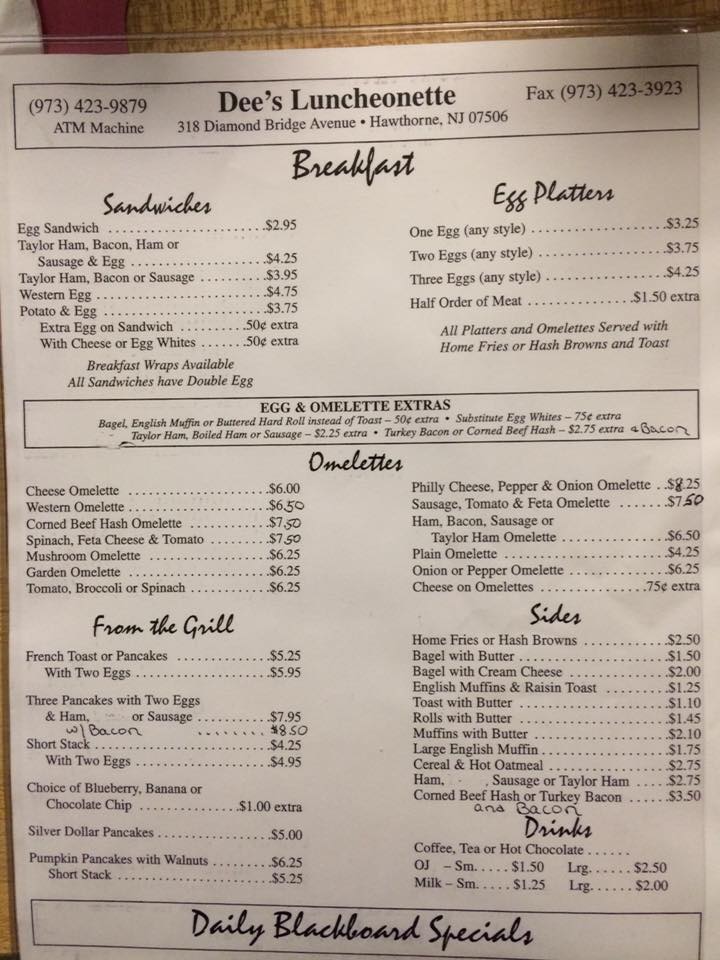 (973) 423-9879
ATM Machine
Dee's Luncheonette
318 Diamond Bridge Avenue • Hawthorne, NJ 07506
Fax (973) 423-3923
Breakfast
Sandwiches
Egg Sandwich ..................$2.95
Taylor Ham, Bacon, Ham or
Sausage & Egg ..................$4.25
Taylor Ham, Bacon or Sausage ........$3.95
Western Egg ..................$4.75
Potato & Egg ..................$3.75
Extra Egg on Sandwich .........50¢ extra
With Cheese or Egg Whites ........50¢ extra
Breakfast Wraps Available
All Sandwiches have Double Egg
Egg Platters
One Egg (any style) ..................$3.25
Two Eggs (any style) ..................$3.75
Three Eggs (any style) ..................$4.25
Half Order of Meat ..............$1.50 extra
All Platters and Omelettes Served with
Home Fries or Hash Browns and Toast
EGG & OMELETTE EXTRAS
Bagel, English Muffin or Buttered Hard Roll instead of Toast – 50¢ extra • Substitute Egg Whites – 75¢ extra
Taylor Ham, Boiled Ham or Sausage – $2.25 extra • Turkey Bacon or Corned Beef Hash – $2.75 extra & Bacon
Omelettes
Cheese Omelette ..................$6.00
Western Omelette ..................$6.50
Corned Beef Hash Omelette ...........$7.50
Spinach, Feta Cheese & Tomato ........$7.50
Mushroom Omelette ..................$6.25
Garden Omelette ..................$6.25
Tomato, Broccoli or Spinach ..........$6.25
Philly Cheese, Pepper & Onion Omelette ..$8.25
Sausage, Tomato & Feta Omelette .......$7.50
Ham, Bacon, Sausage or
Taylor Ham Omelette ..................$6.50
Plain Omelette ..................$4.25
Onion or Pepper Omelette ..............$6.25
Cheese on Omelettes ..............75¢ extra
From the Grill
French Toast or Pancakes ..............$5.25
With Two Eggs ..................$5.95
Three Pancakes with Two Eggs
& Ham, or Sausage ..........$7.95
w/Bacon ........ $8.50
Short Stack ..................$4.25
With Two Eggs ..................$4.95
Choice of Blueberry, Banana or
Chocolate Chip ..............$1.00 extra
Silver Dollar Pancakes ..................$5.00
Pumpkin Pancakes with Walnuts ........$6.25
Short Stack ..................$5.25
Sides
Home Fries or Hash Browns ............$2.50
Bagel with Butter ..................$1.50
Bagel with Cream Cheese ..............$2.00
English Muffins & Raisin Toast .........$1.25
Toast with Butter ..................$1.10
Rolls with Butter ..................$1.45
Muffins with Butter ..................$2.10
Large English Muffin ..................$1.75
Cereal & Hot Oatmeal ..................$2.75
Ham, , Sausage or Taylor Ham .....$2.75
Corned Beef Hash or Turkey Bacon ......$3.50
and Bacon
Drinks
Coffee, Tea or Hot Chocolate ......
OJ – Sm. .... $1.50 Lrg. ..... $2.50
Milk – Sm. .... $1.25 Lrg. ..... $2.00
Daily Blackboard Specials